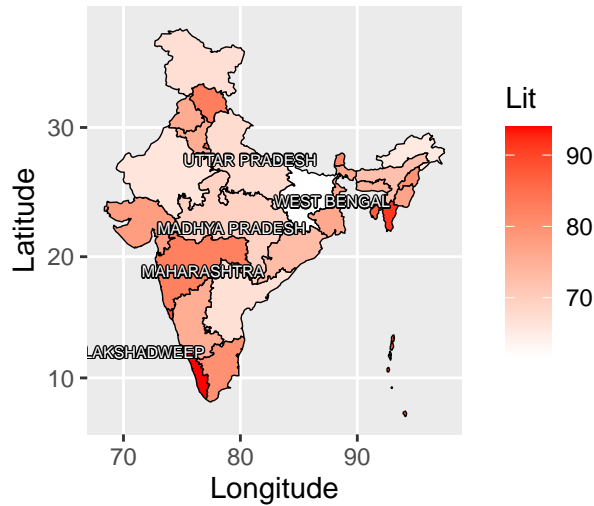 Lit
90
80
70
30
20
10
UTTAR PRADESH
WEST BENGAL
MADHYA PRADESH
MAHARASHTRA
LAKSHADWEEP
70
80
90
Latitude
Longitude